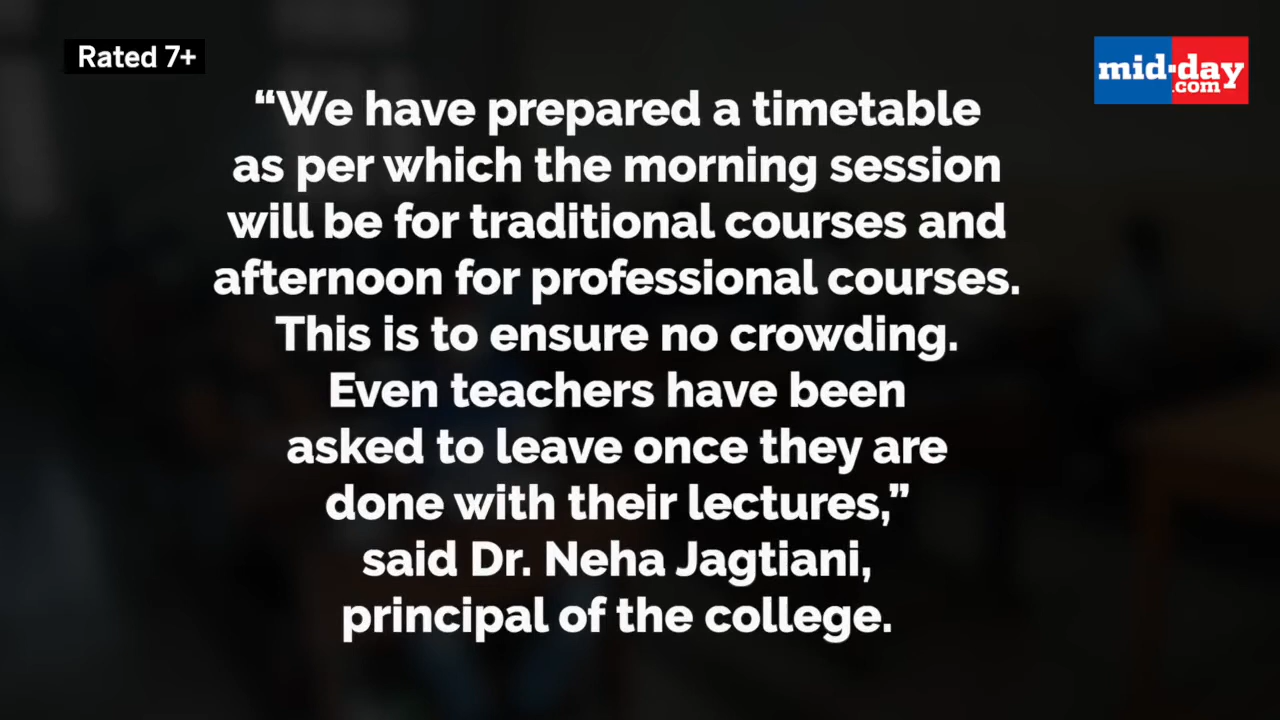 Rated 7+
mid-day
.com
“We have prepared a timetable
as per which the morning session
will be for traditional courses and
afternoon for professional courses.
This is to ensure no crowding.
Even teachers have been
asked to leave once they are
done with their lectures,”
said Dr. Neha Jagtiani,
principal of the college.